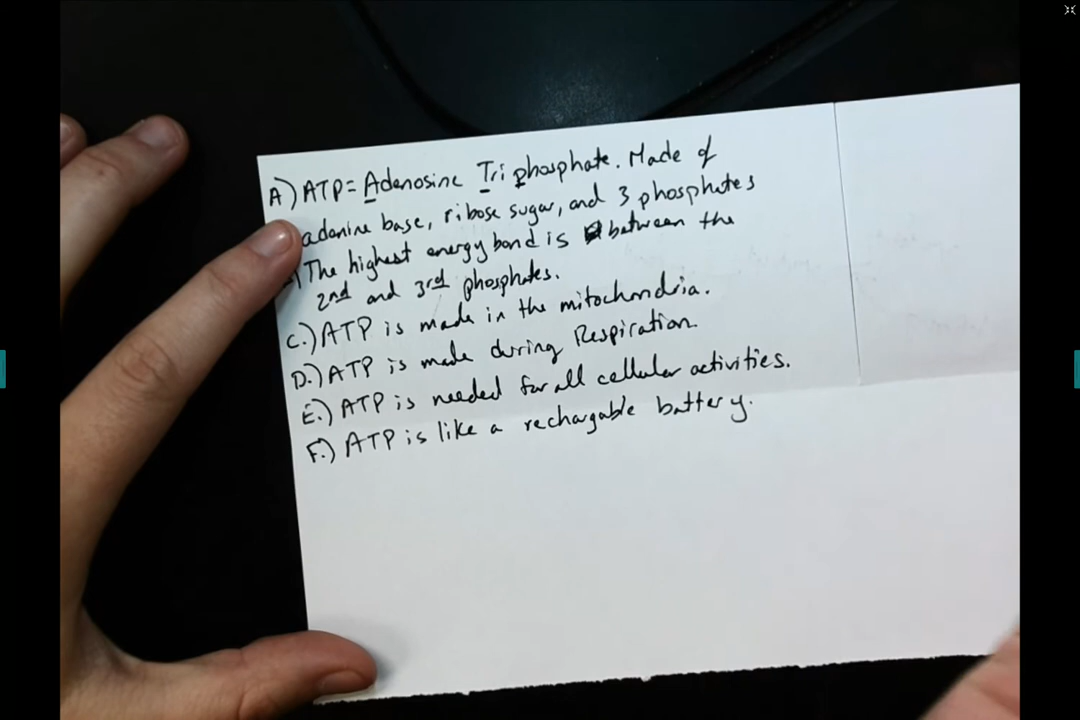 A) ATP = Adenosine Triphosphate. Made of
adenine base, ribose sugar, and 3 phosphates
The highest energy bond is between the
2nd and 3rd phosphates.
C.) ATP is made in the mitochondria.
D.) ATP is made during Respiration.
E.) ATP is needed for all cellular activities.
F.) ATP is like a rechargable battery.